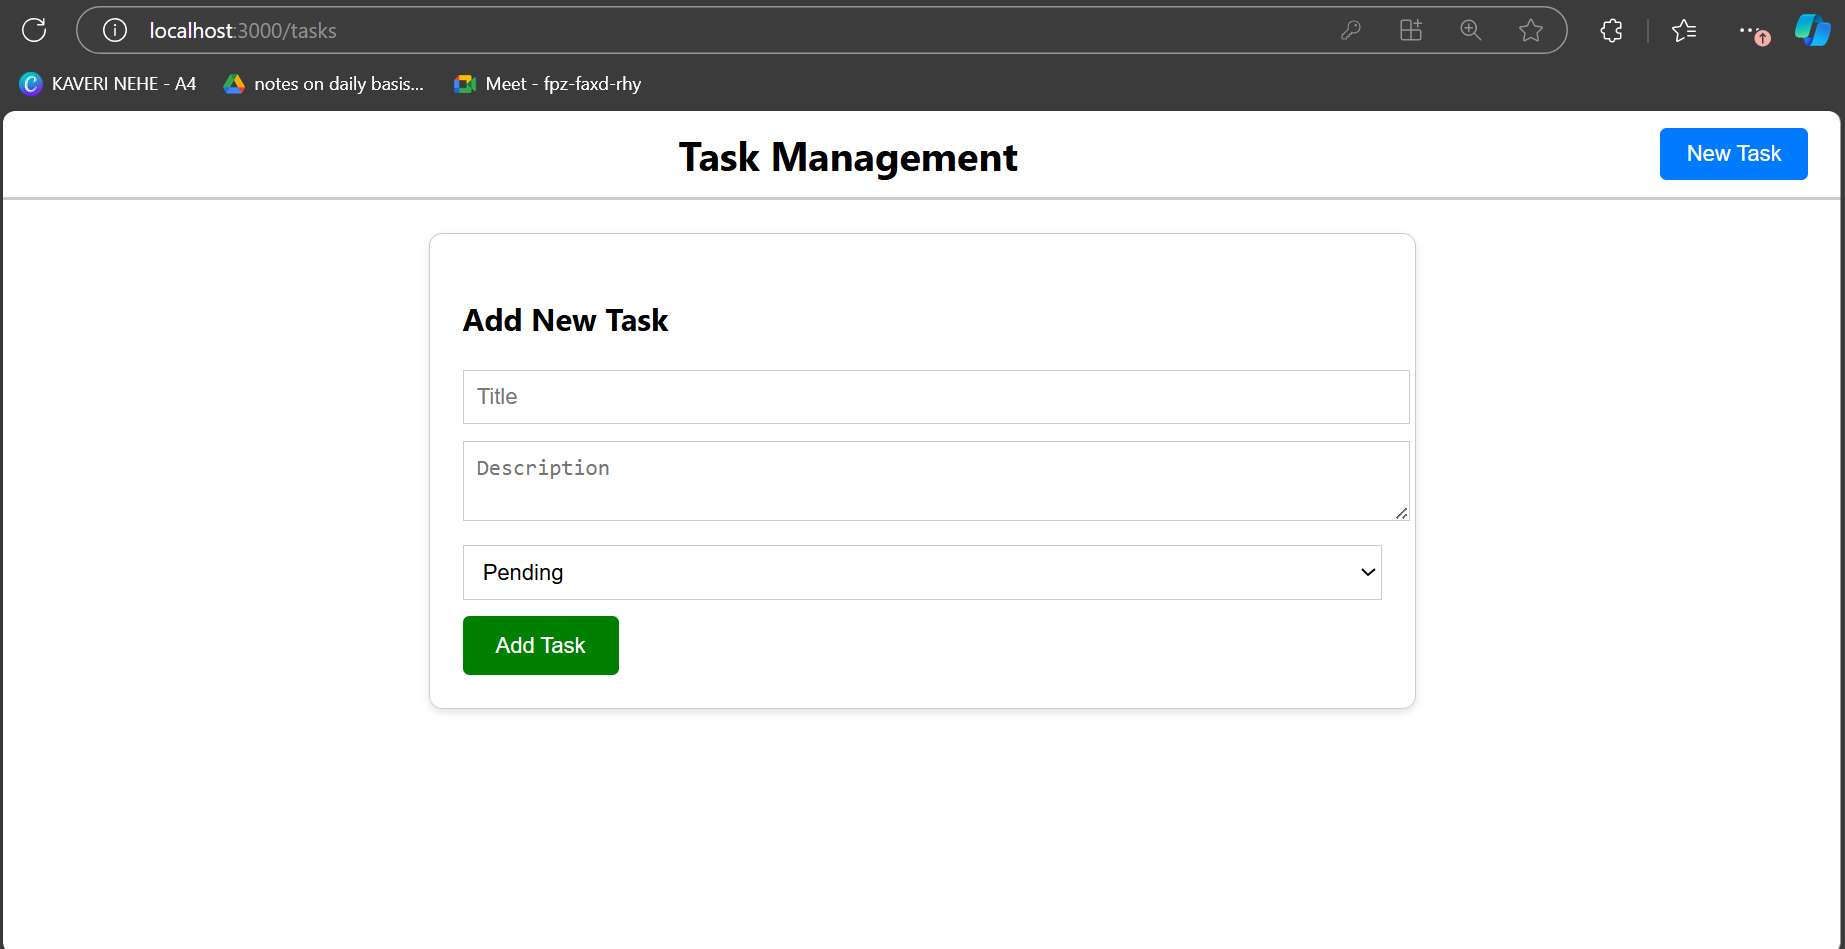 localhost:3000/tasks
KAVERI NEHE - A4 notes on daily basis... Meet - fpz-faxd-rhy
Task Management
New Task
Add New Task
Title
Description
Pending
Add Task